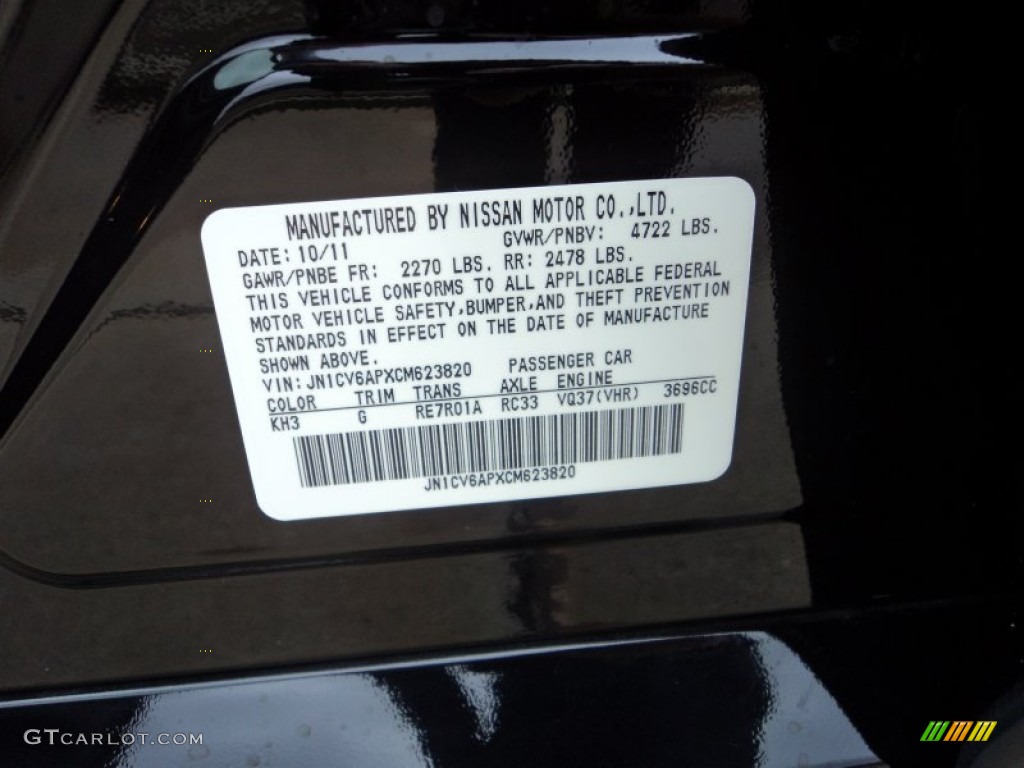 MANUFACTURED BY NISSAN MOTOR CO.,LTD.
DATE: 10/11 GVWR/PNBV: 4722 LBS.
GAWR/PNBE FR: 2270 LBS. RR: 2478 LBS.
THIS VEHICLE CONFORMS TO ALL APPLICABLE FEDERAL
MOTOR VEHICLE SAFETY,BUMPER,AND THEFT PREVENTION
STANDARDS IN EFFECT ON THE DATE OF MANUFACTURE
SHOWN ABOVE.
VIN: JN1CV6APXCM623820 PASSENGER CAR
COLOR TRIM TRANS AXLE ENGINE
KH3 G RE7R01A RC33 VQ37(VHR) 3696CC
JN1CV6APXCM623820
GTCARLOT.COM